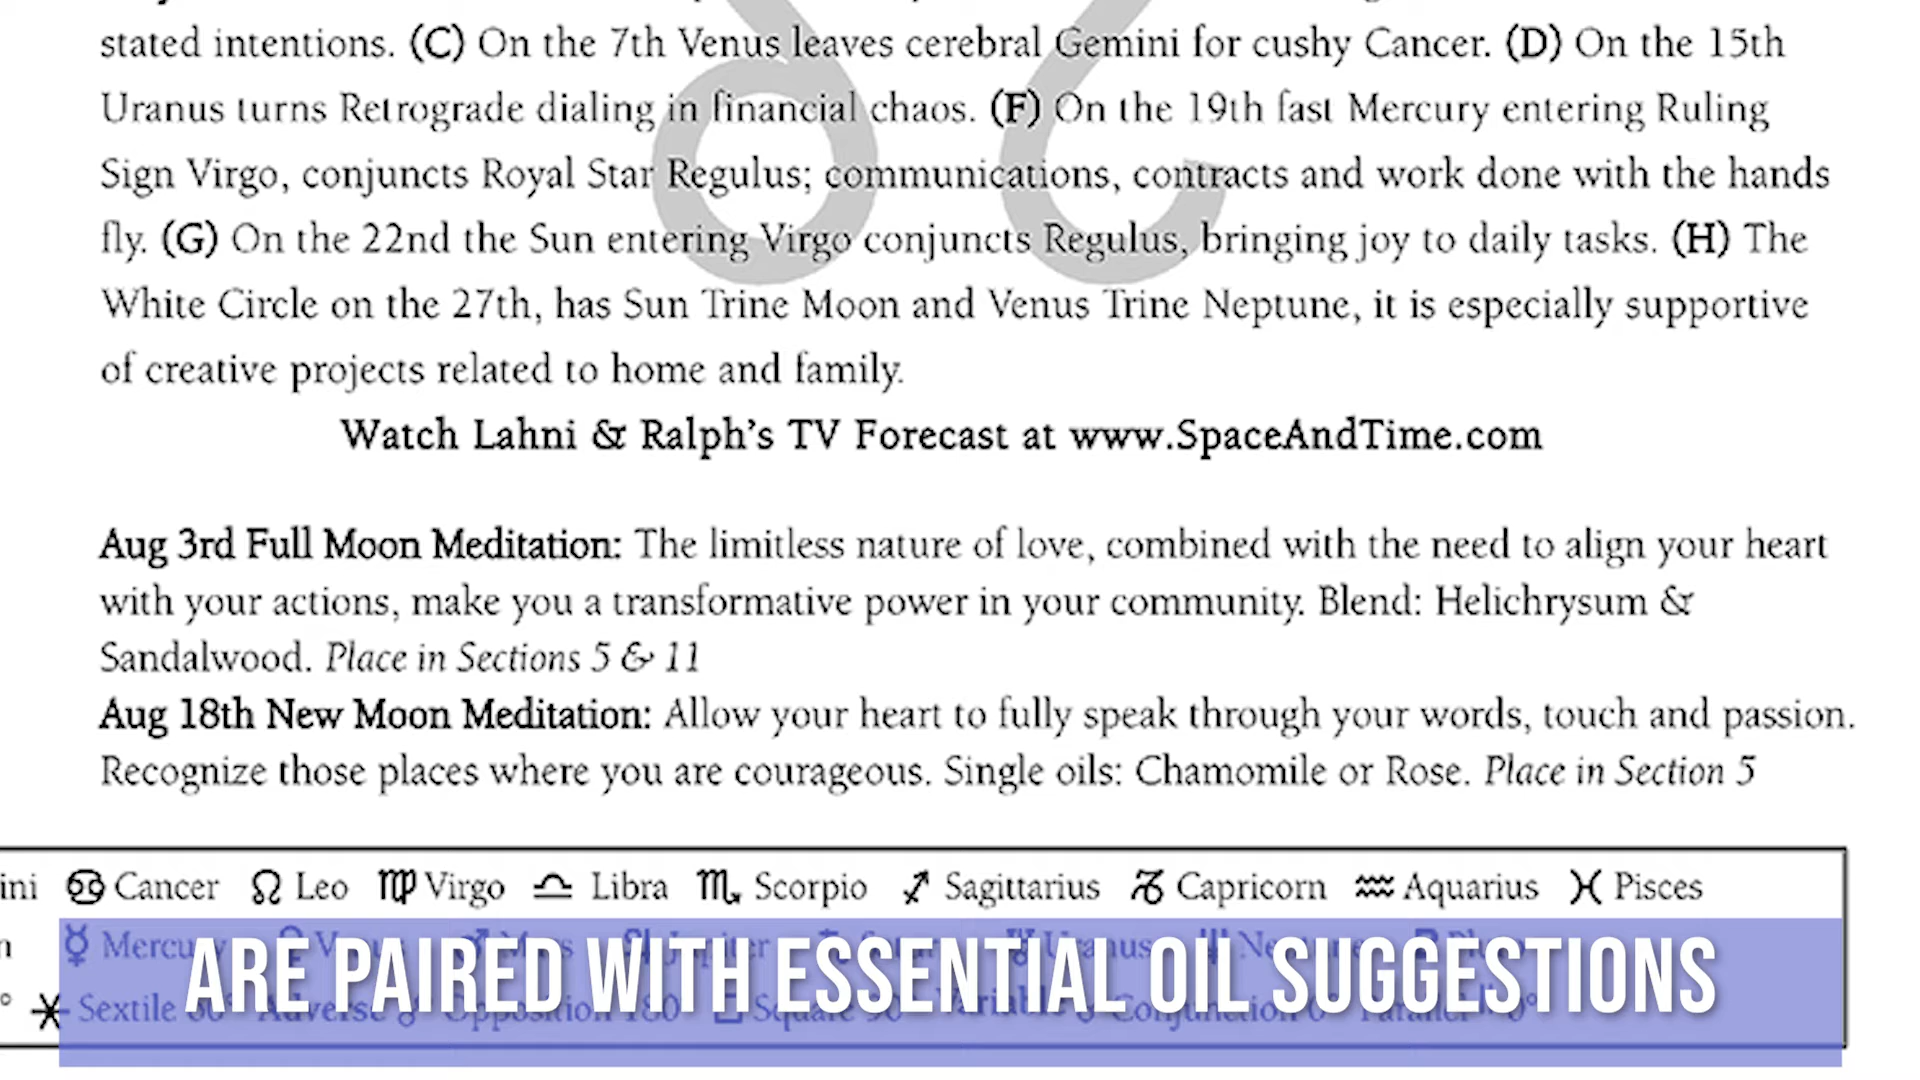 stated intentions. (C) On the 7th Venus leaves cerebral Gemini for cushy Cancer. (D) On the 15th
Uranus turns Retrograde dialing in financial chaos. (F) On the 19th fast Mercury entering Ruling
Sign Virgo, conjuncts Royal Star Regulus; communications, contracts and work done with the hands
fly. (G) On the 22nd the Sun entering Virgo conjuncts Regulus, bringing joy to daily tasks. (H) The
White Circle on the 27th, has Sun Trine Moon and Venus Trine Neptune, it is especially supportive
of creative projects related to home and family.
Watch Lahni & Ralph's TV Forecast at www.SpaceAndTime.com
Aug 3rd Full Moon Meditation: The limitless nature of love, combined with the need to align your heart
with your actions, make you a transformative power in your community. Blend: Helichrysum &
Sandalwood. Place in Sections 5 & 11
Aug 18th New Moon Meditation: Allow your heart to fully speak through your words, touch and passion.
Recognize those places where you are courageous. Single oils: Chamomile or Rose. Place in Section 5
ini ♋ Cancer ♌ Leo ♍ Virgo ♎ Libra ♏ Scorpio ♐ Sagittarius ♑ Capricorn ♒ Aquarius ♓ Pisces
☿ Mercury
Sextile
ARE PAIRED WITH ESSENTIAL OIL SUGGESTIONS